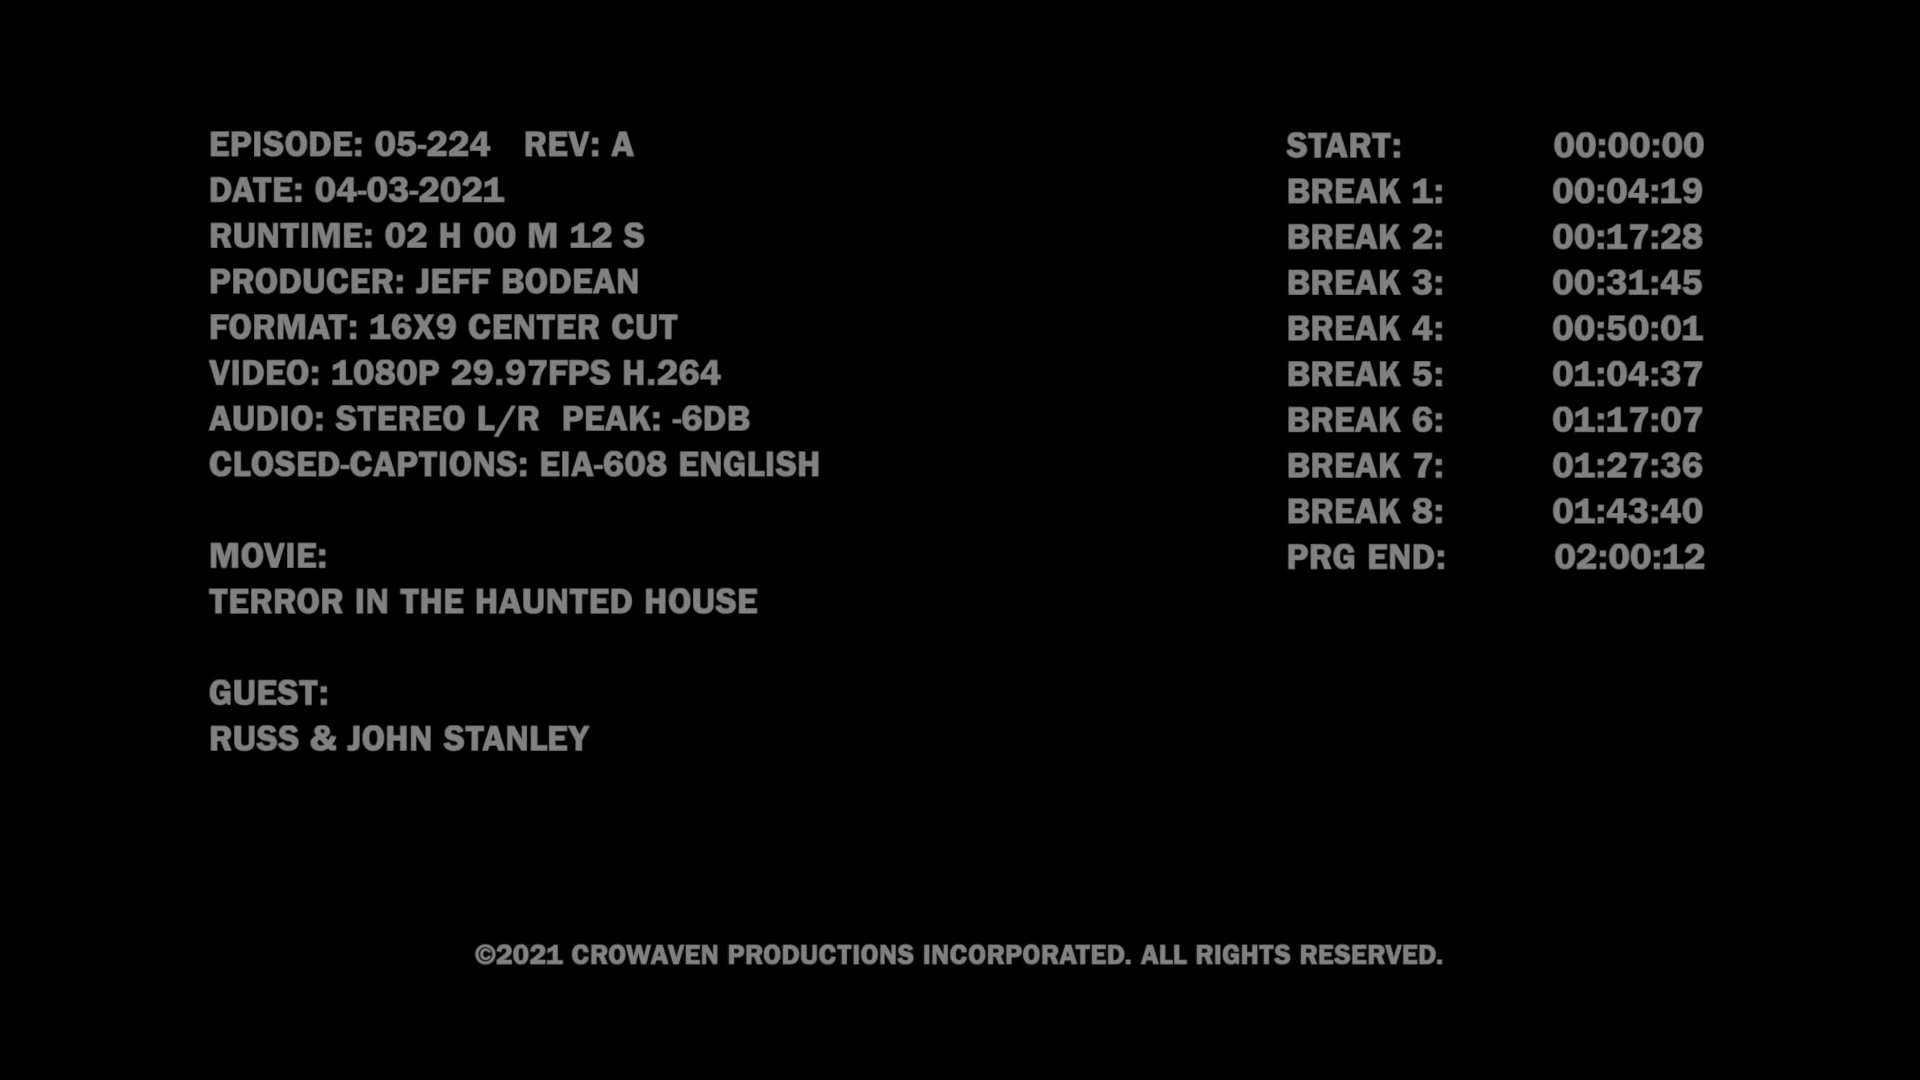 EPISODE: 05-224 REV: A
DATE: 04-03-2021
RUNTIME: 02 H 00 M 12 S
PRODUCER: JEFF BODEAN
FORMAT: 16X9 CENTER CUT
VIDEO: 1080P 29.97FPS H.264
AUDIO: STEREO L/R PEAK: -6DB
CLOSED-CAPTIONS: EIA-608 ENGLISH
MOVIE:
TERROR IN THE HAUNTED HOUSE
GUEST:
RUSS & JOHN STANLEY
START: 00:00:00
BREAK 1: 00:04:19
BREAK 2: 00:17:28
BREAK 3: 00:31:45
BREAK 4: 00:50:01
BREAK 5: 01:04:37
BREAK 6: 01:17:07
BREAK 7: 01:27:36
BREAK 8: 01:43:40
PRG END: 02:00:12
©2021 CROWAVEN PRODUCTIONS INCORPORATED. ALL RIGHTS RESERVED.